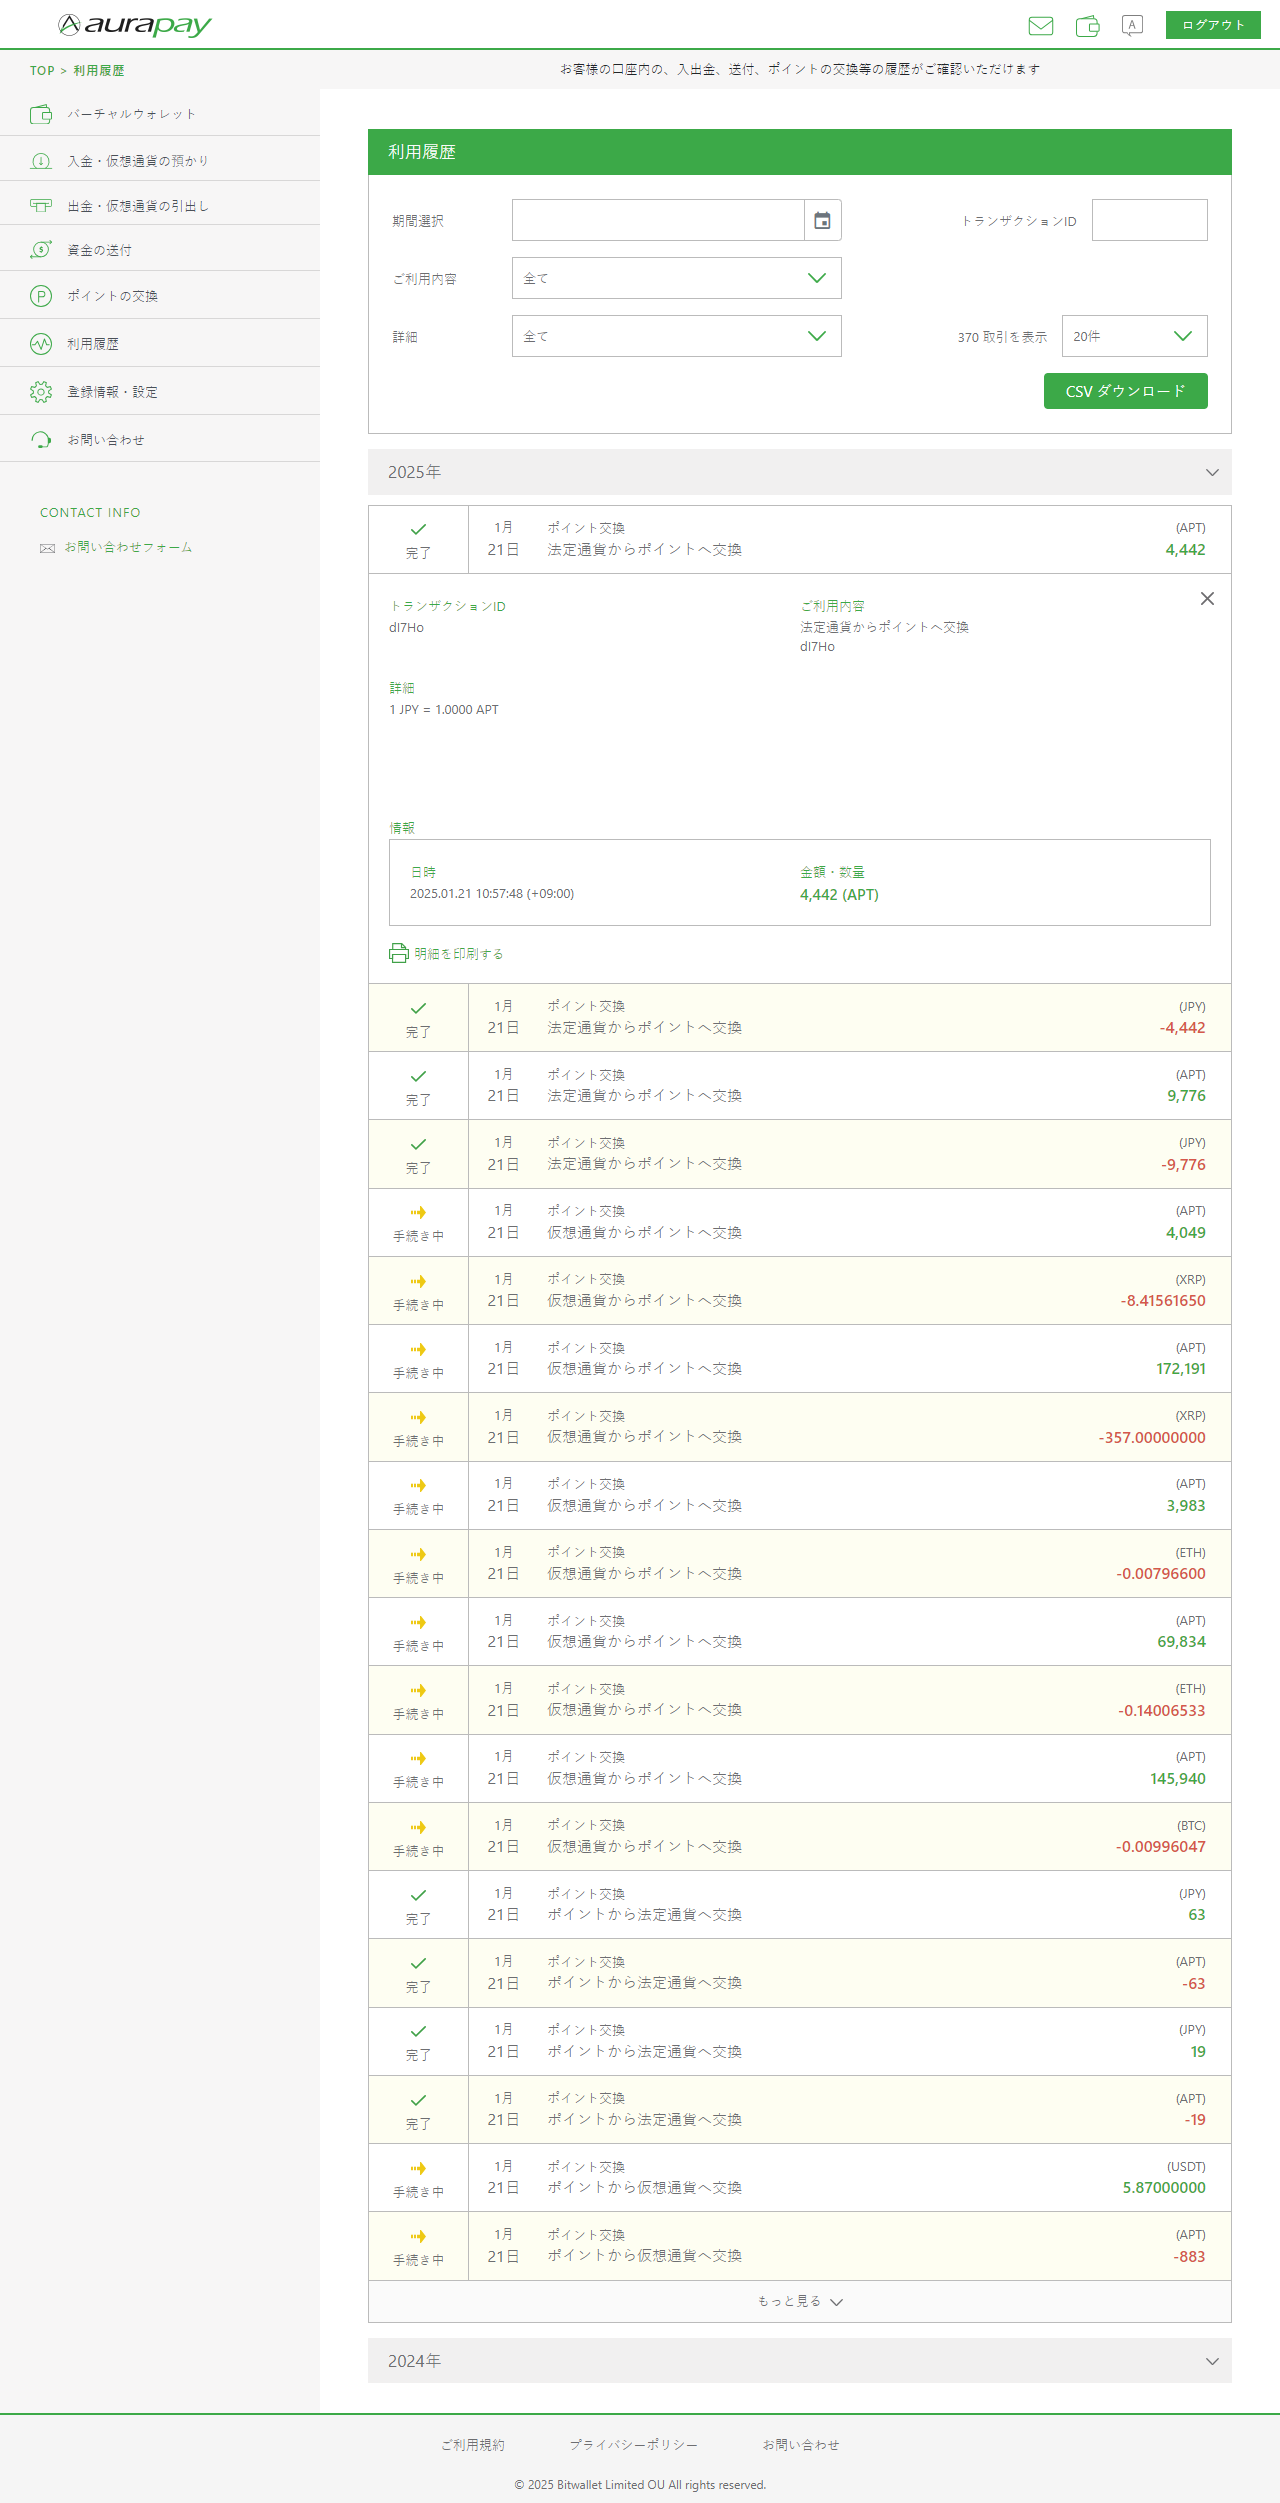 aurapay
A
ログアウト
TOP > 利用履歴
お客様の口座内の、入出金、送付、ポイントの交換等の履歴がご確認いただけます
バーチャルウォレット
入金・仮想通貨の預かり
出金・仮想通貨の引出し
資金の送付
ポイントの交換
利用履歴
登録情報・設定
お問い合わせ
CONTACT INFO
お問い合わせフォーム
利用履歴
期間選択
トランザクションID
ご利用内容
全て
詳細
全て
370 取引を表示
20件
CSV ダウンロード
2025年
完了
1月
21日
ポイント交換
法定通貨からポイントへ交換
(APT)
4,442
トランザクションID
dI7Ho
ご利用内容
法定通貨からポイントへ交換
dI7Ho
詳細
1 JPY = 1.0000 APT
情報
日時
2025.01.21 10:57:48 (+09:00)
金額・数量
4,442 (APT)
明細を印刷する
完了
1月
21日
ポイント交換
法定通貨からポイントへ交換
(JPY)
-4,442
完了
1月
21日
ポイント交換
法定通貨からポイントへ交換
(APT)
9,776
完了
1月
21日
ポイント交換
法定通貨からポイントへ交換
(JPY)
-9,776
手続き中
1月
21日
ポイント交換
仮想通貨からポイントへ交換
(APT)
4,049
手続き中
1月
21日
ポイント交換
仮想通貨からポイントへ交換
(XRP)
-8.41561650
手続き中
1月
21日
ポイント交換
仮想通貨からポイントへ交換
(APT)
172,191
手続き中
1月
21日
ポイント交換
仮想通貨からポイントへ交換
(XRP)
-357.00000000
手続き中
1月
21日
ポイント交換
仮想通貨からポイントへ交換
(APT)
3,983
手続き中
1月
21日
ポイント交換
仮想通貨からポイントへ交換
(ETH)
-0.00796600
手続き中
1月
21日
ポイント交換
仮想通貨からポイントへ交換
(APT)
69,834
手続き中
1月
21日
ポイント交換
仮想通貨からポイントへ交換
(ETH)
-0.14006533
手続き中
1月
21日
ポイント交換
仮想通貨からポイントへ交換
(APT)
145,940
手続き中
1月
21日
ポイント交換
仮想通貨からポイントへ交換
(BTC)
-0.00996047
完了
1月
21日
ポイント交換
ポイントから法定通貨へ交換
(JPY)
63
完了
1月
21日
ポイント交換
ポイントから法定通貨へ交換
(APT)
-63
完了
1月
21日
ポイント交換
ポイントから法定通貨へ交換
(JPY)
19
完了
1月
21日
ポイント交換
ポイントから法定通貨へ交換
(APT)
-19
手続き中
1月
21日
ポイント交換
ポイントから仮想通貨へ交換
(USDT)
5.87000000
手続き中
1月
21日
ポイント交換
ポイントから仮想通貨へ交換
(APT)
-883
もっと見る
2024年
ご利用規約
プライバシーポリシー
お問い合わせ
© 2025 Bitwallet Limited OU All rights reserved.